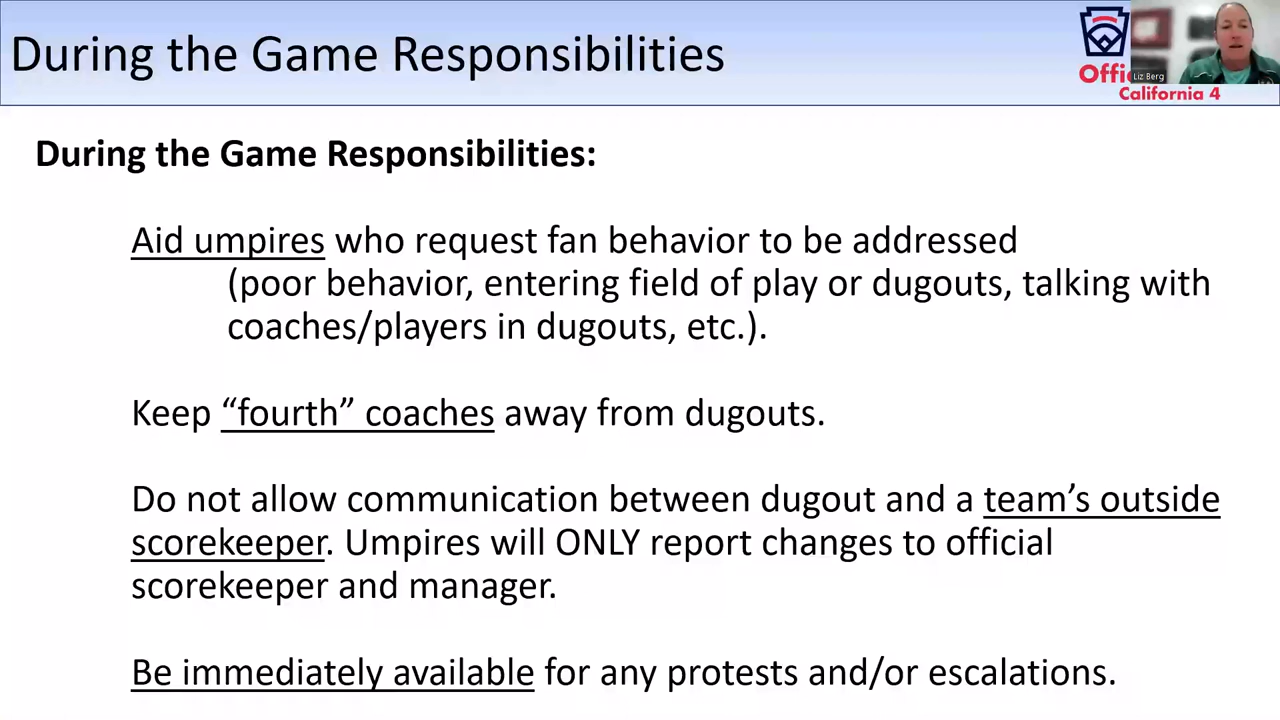 During the Game Responsibilities
Offi
Liz Berg
California 4
During the Game Responsibilities:
Aid umpires who request fan behavior to be addressed
(poor behavior, entering field of play or dugouts, talking with
coaches/players in dugouts, etc.).
Keep “fourth” coaches away from dugouts.
Do not allow communication between dugout and a team’s outside
scorekeeper. Umpires will ONLY report changes to official
scorekeeper and manager.
Be immediately available for any protests and/or escalations.